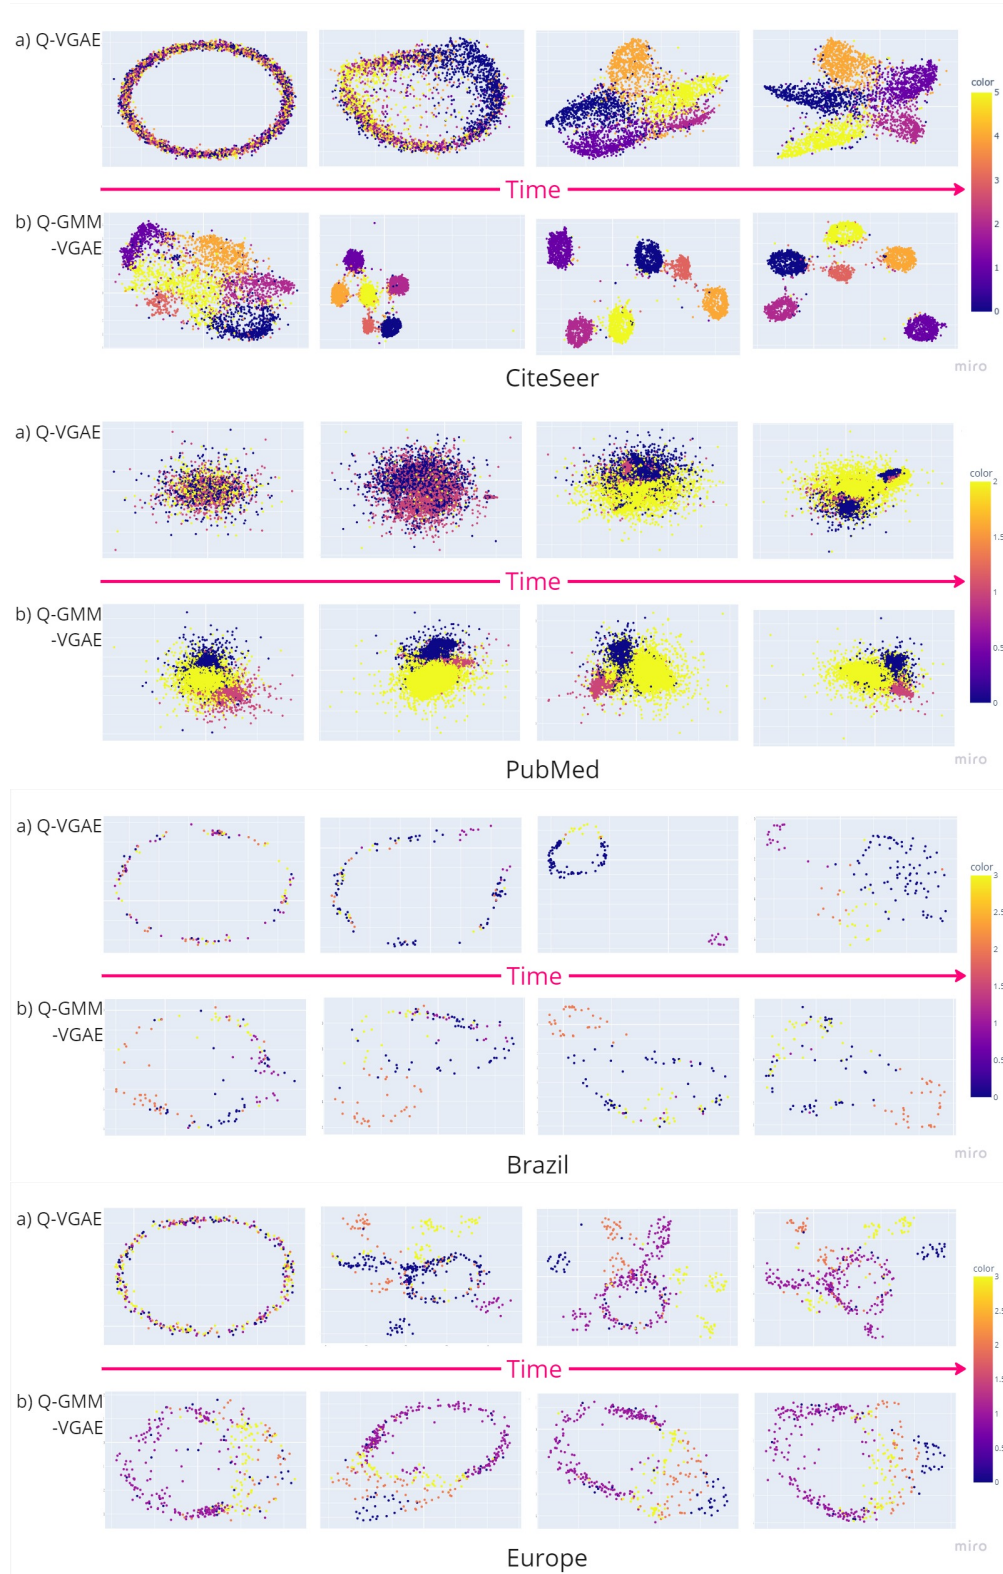 a) Q-VGAE
color
5
4
3
2
1
0
Time
b) Q-GMM
-VGAE
CiteSeer
miro
a) Q-VGAE
color
2
1.5
1
0.5
0
Time
b) Q-GMM
-VGAE
PubMed
miro
a) Q-VGAE
color
3
2.5
2
1.5
1
0.5
0
Time
b) Q-GMM
-VGAE
Brazil
miro
a) Q-VGAE
color
3
2.5
2
1.5
1
0.5
0
Time
b) Q-GMM
-VGAE
Europe
miro